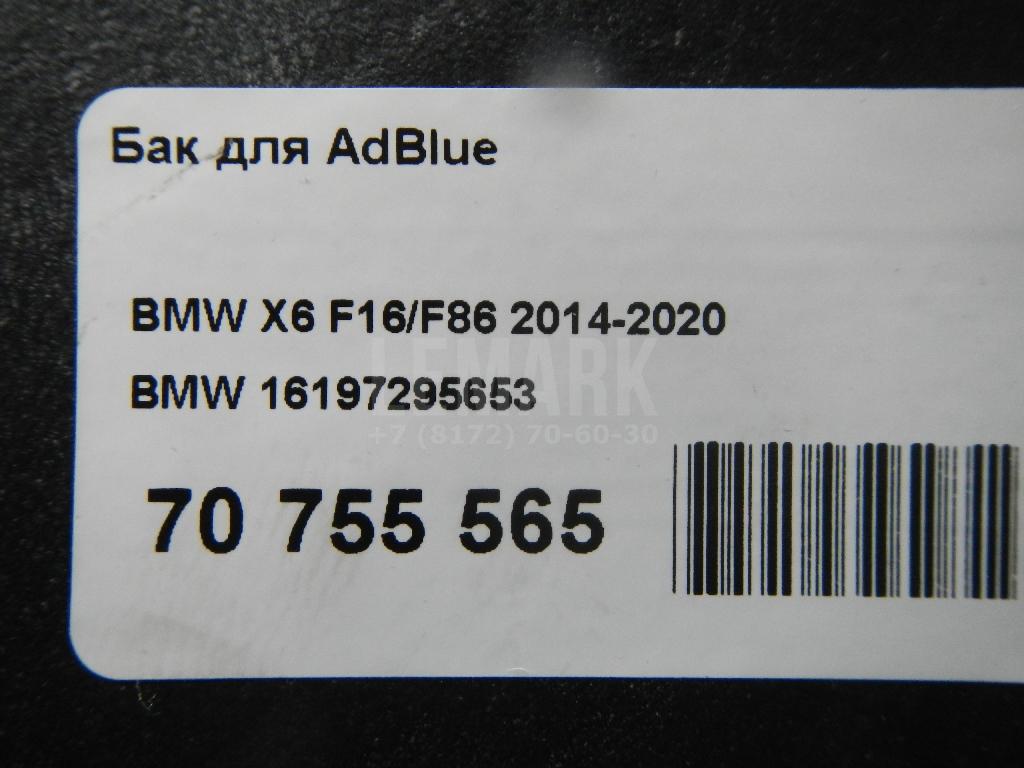 Бак для AdBlue
BMW X6 F16/F86 2014-2020
LEMARK
BMW 16197295653
+7 (8172) 70-60-30
70 755 565